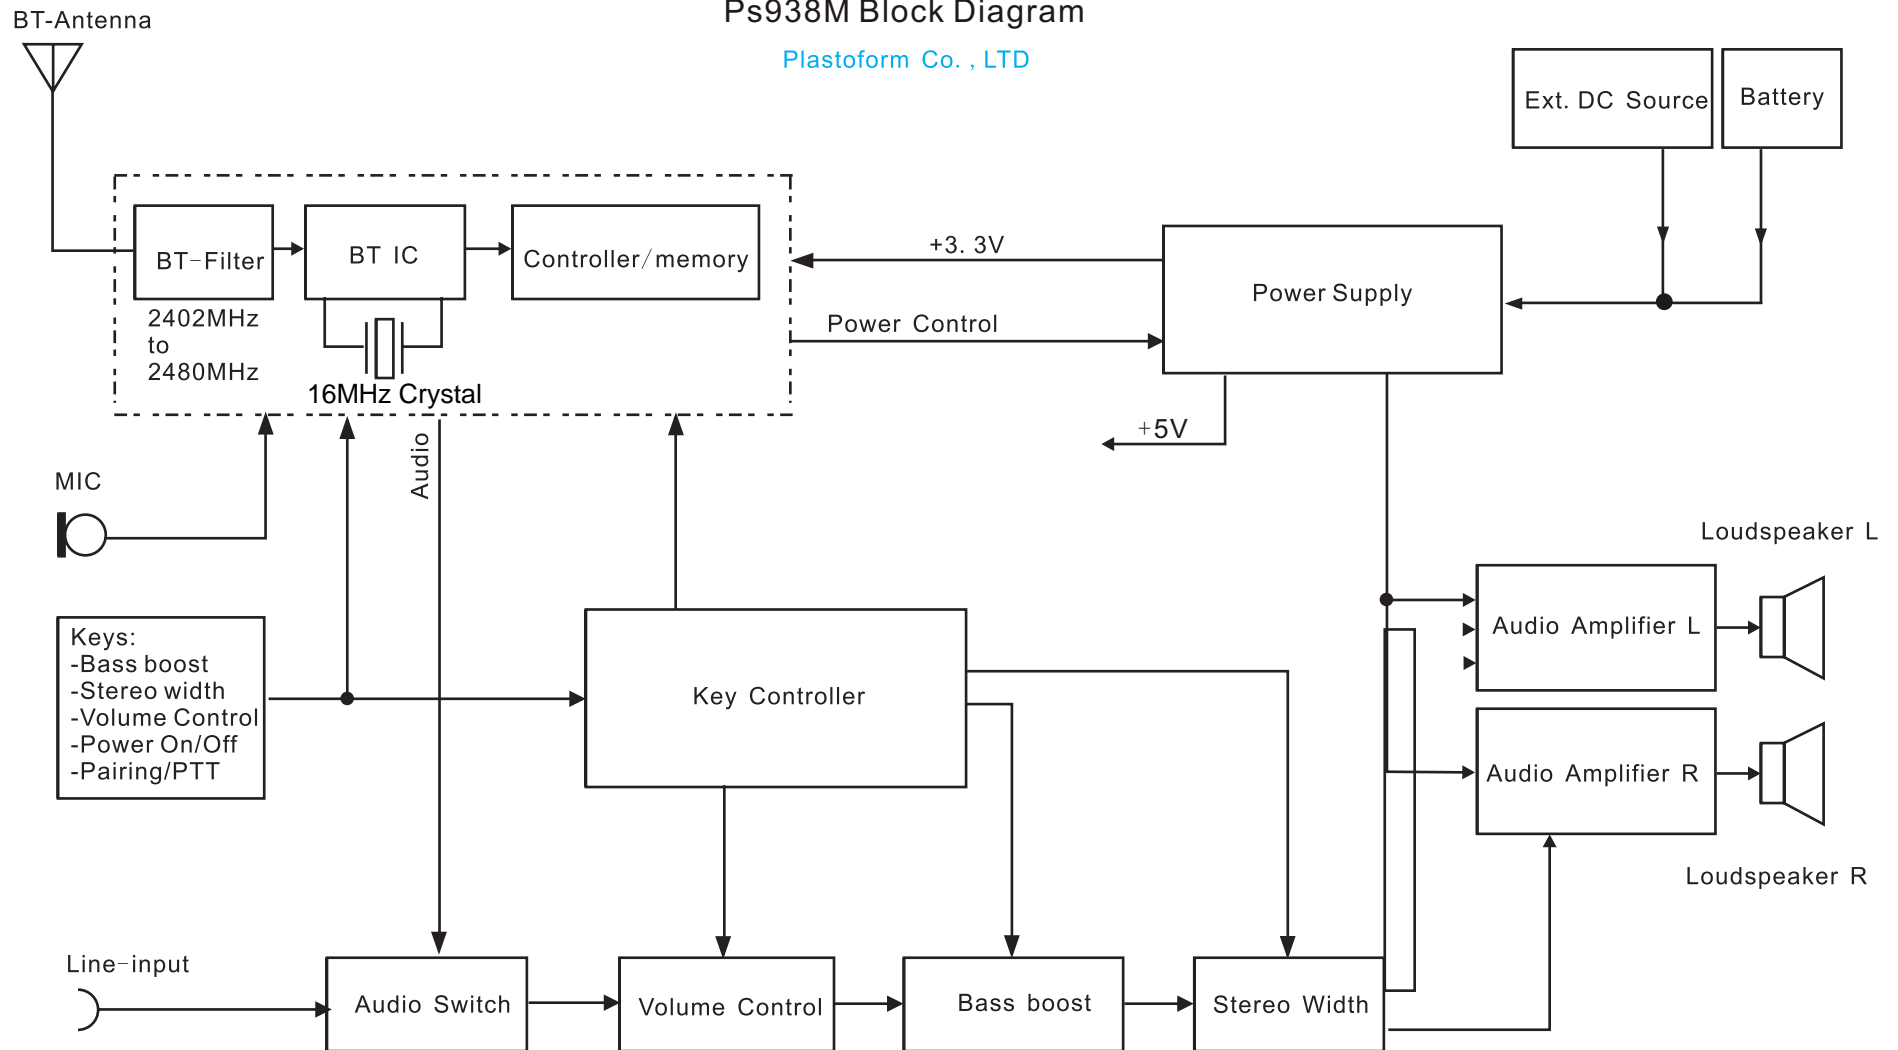 Ps938M Block Diagram
Plastoform Co. , LTD
BT-Antenna
Ext. DC Source
Battery
BT-Filter
BT IC
Controller/memory
2402MHz
to
2480MHz
16MHz Crystal
+3. 3V
Power Control
Power Supply
+5V
Audio
MIC
Loudspeaker L
Audio Amplifier L
Keys:
-Bass boost
-Stereo width
-Volume Control
-Power On/Off
-Pairing/PTT
Key Controller
Audio Amplifier R
Loudspeaker R
Line-input
Audio Switch
Volume Control
Bass boost
Stereo Width